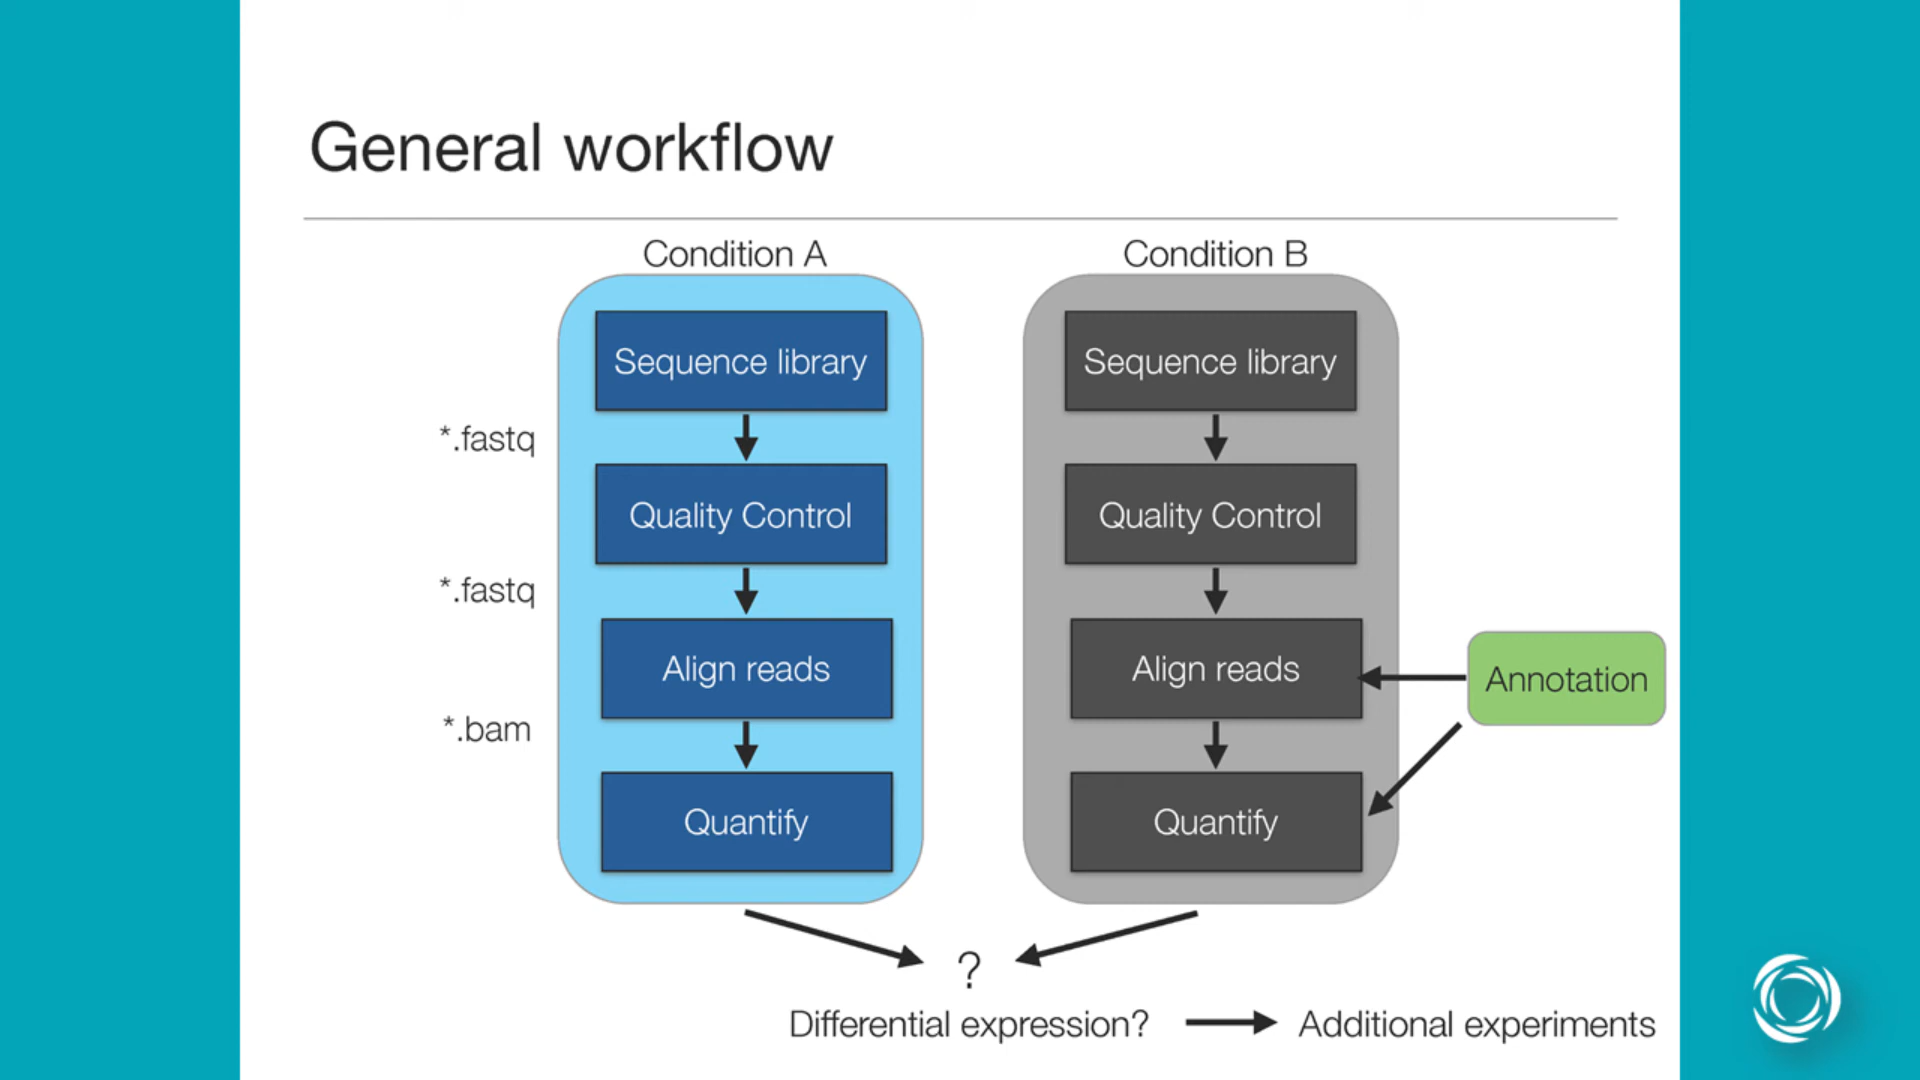 General workflow
Condition A
Condition B
Sequence library
Sequence library
*.fastq
Quality Control
Quality Control
*.fastq
Align reads
Align reads
Annotation
*.bam
Quantify
Quantify
?
Differential expression?
Additional experiments